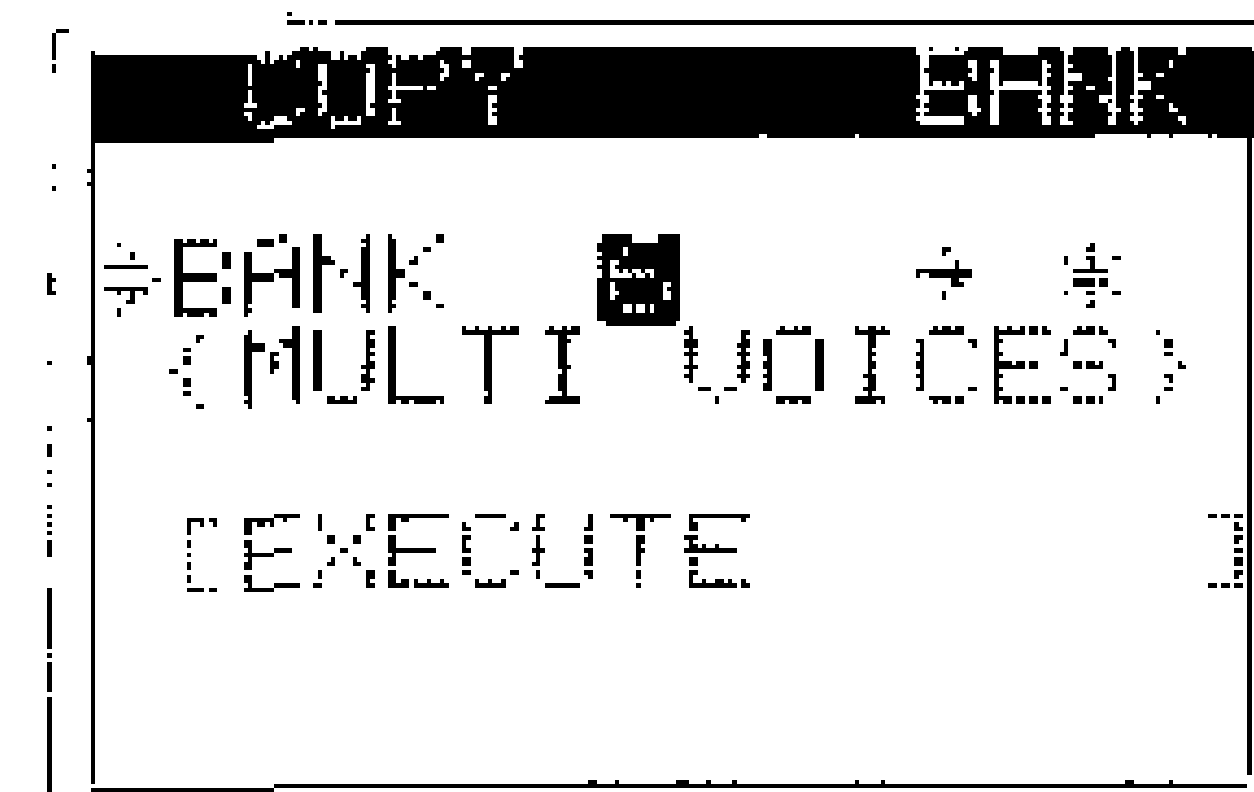 COPY BANK
÷BANK → *
<MULTI VOICES>
[EXECUTE ]